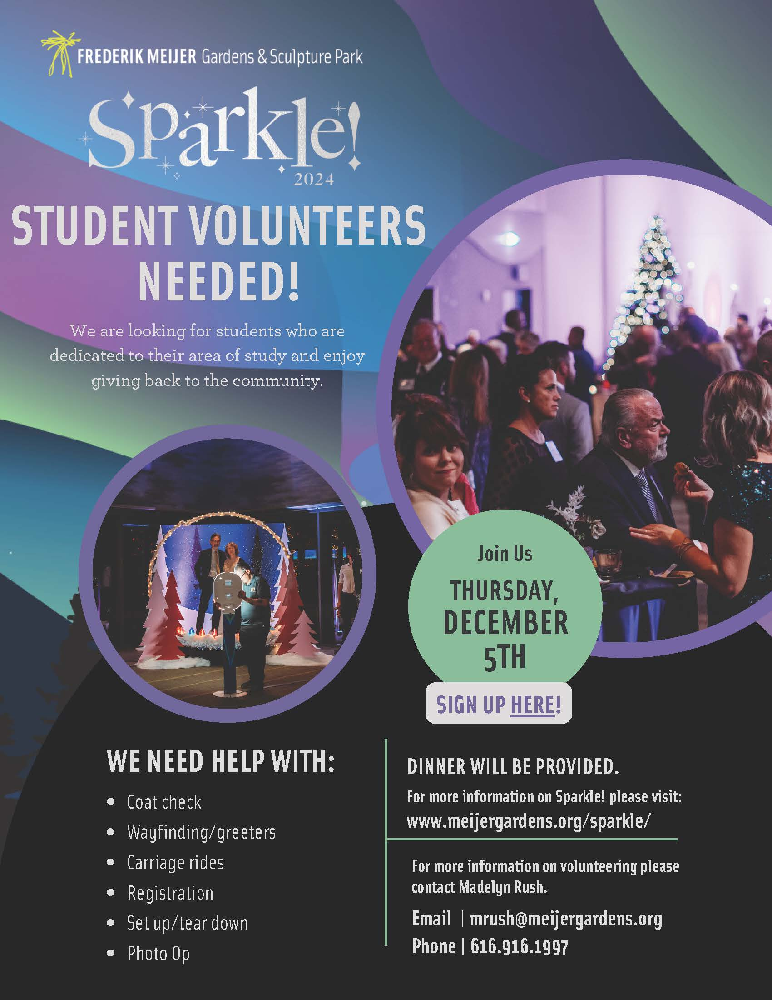 FREDERIK MEIJER Gardens & Sculpture Park
Sparkle!
2024
STUDENT VOLUNTEERS
NEEDED!
We are looking for students who are
dedicated to their area of study and enjoy
giving back to the community.
Join Us
THURSDAY,
DECEMBER
5TH
SIGN UP HERE!
WE NEED HELP WITH:
• Coat check
• Wayfinding/greeters
• Carriage rides
• Registration
• Set up/tear down
• Photo Op
DINNER WILL BE PROVIDED.
For more information on Sparkle! please visit:
www.meijergardens.org/sparkle/
For more information on volunteering please
contact Madelyn Rush.
Email | mrush@meijergardens.org
Phone | 616.916.1997